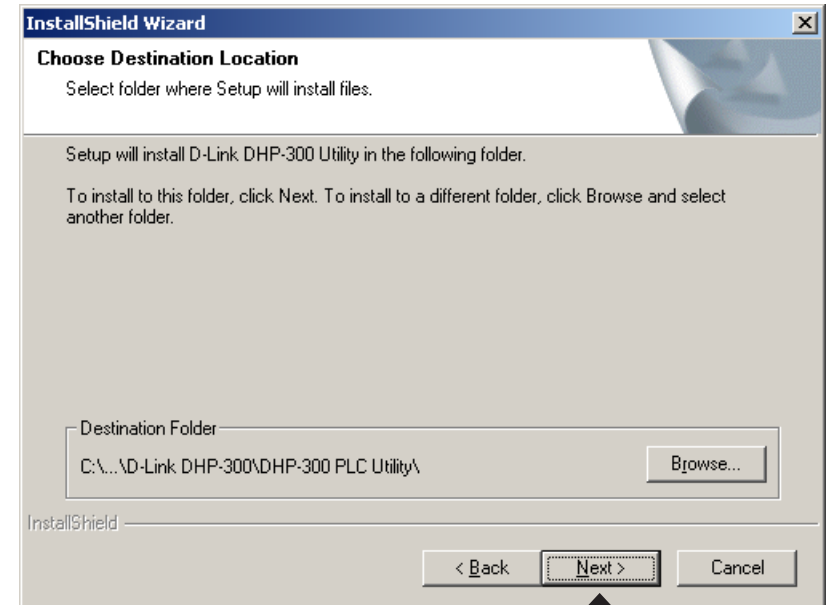 InstallShield Wizard
Choose Destination Location
Select folder where Setup will install files.
Setup will install D-Link DHP-300 Utility in the following folder.
To install to this folder, click Next. To install to a different folder, click Browse and select
another folder.
Destination Folder
C:\...\D-Link DHP-300\DHP-300 PLC Utility\
Browse...
InstallShield
< Back
Next >
Cancel